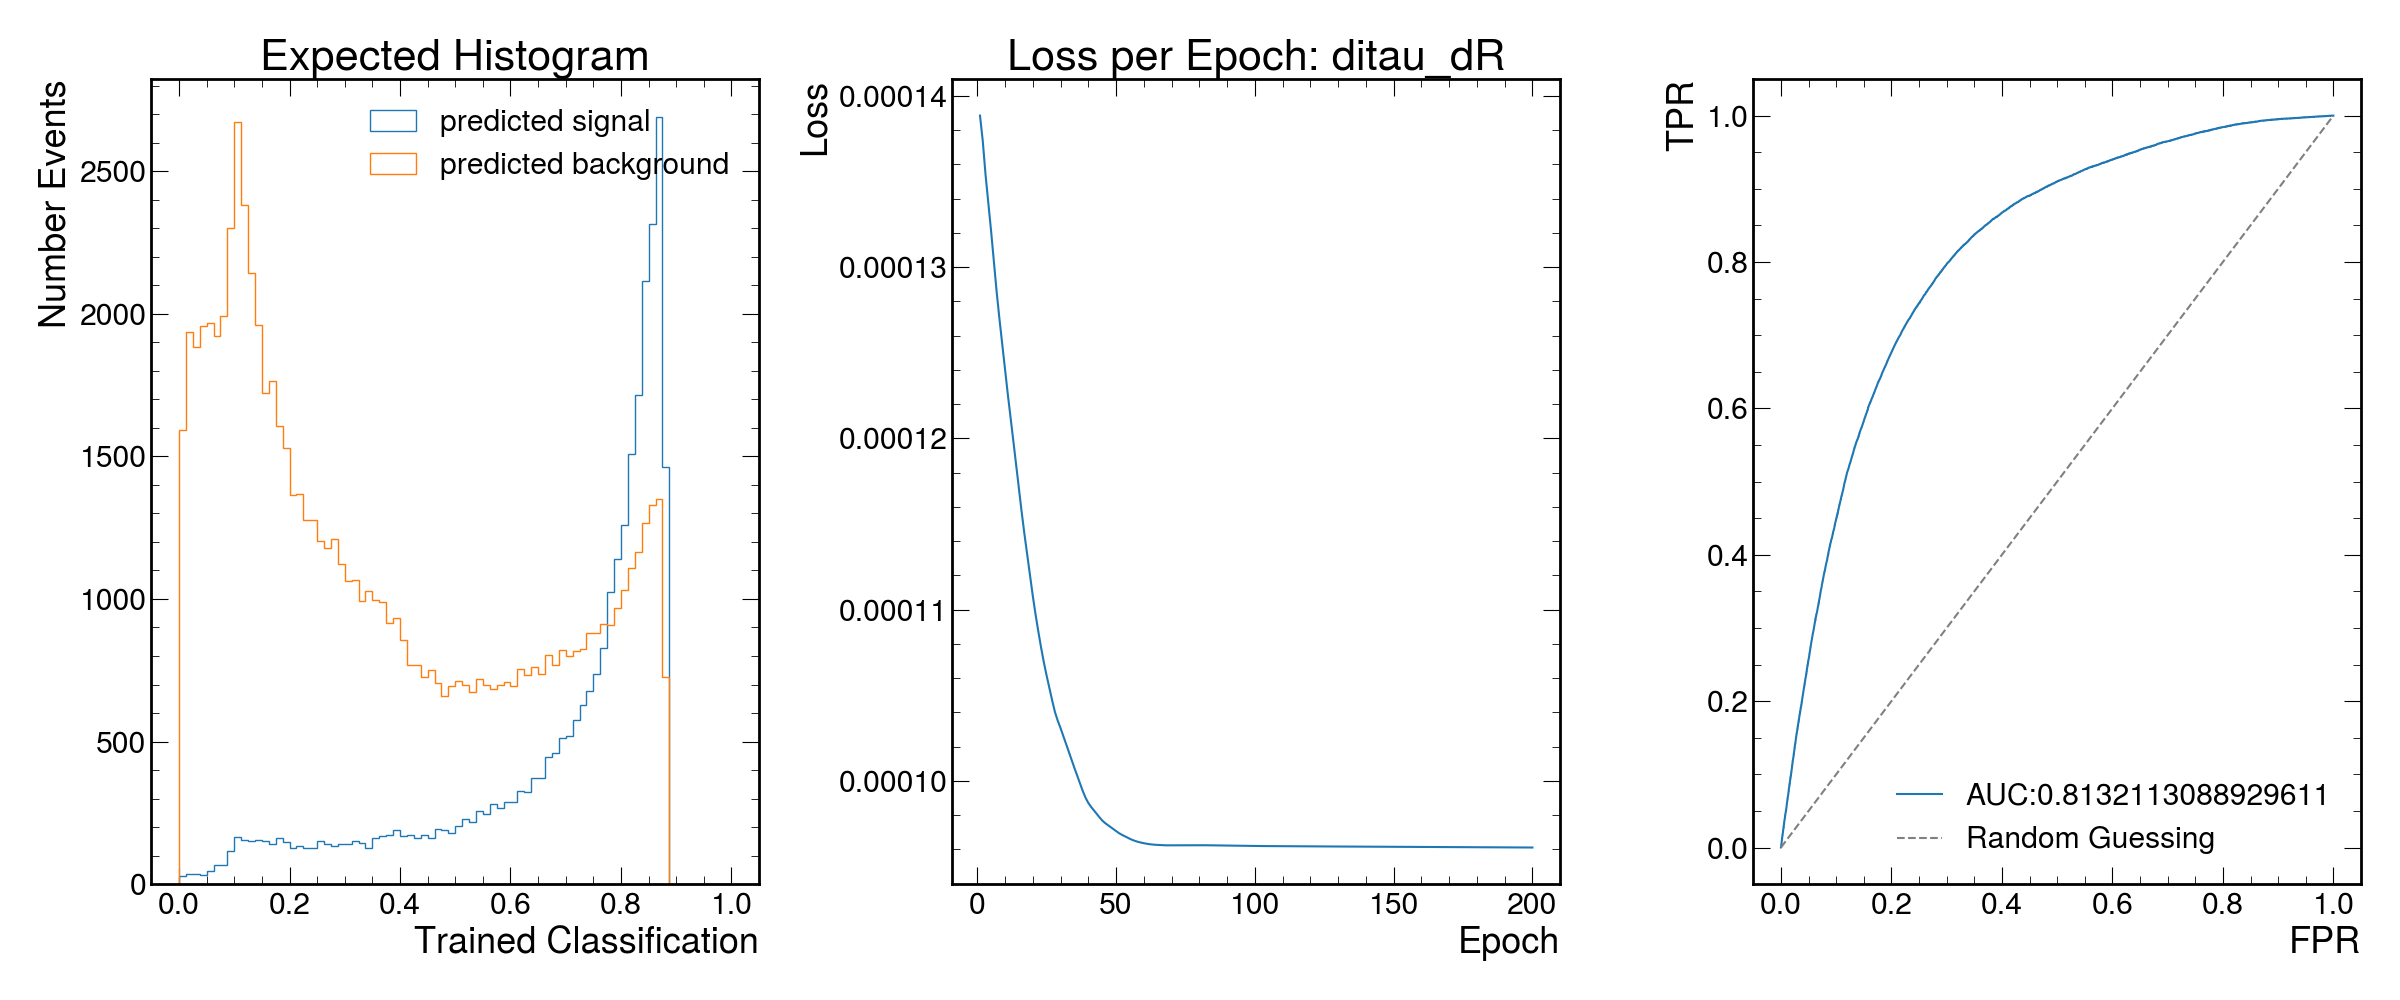 Expected Histogram
Number Events
predicted signal
predicted background
2500
2000
1500
1000
500
0
0.0 0.2 0.4 0.6 0.8 1.0
Trained Classification
Loss per Epoch: ditau_dR
Loss
0.00014
0.00013
0.00012
0.00011
0.00010
0 50 100 150 200
Epoch
TPR
1.0
0.8
0.6
0.4
0.2
0.0
AUC:0.8132113088929611
Random Guessing
0.0 0.2 0.4 0.6 0.8 1.0
FPR